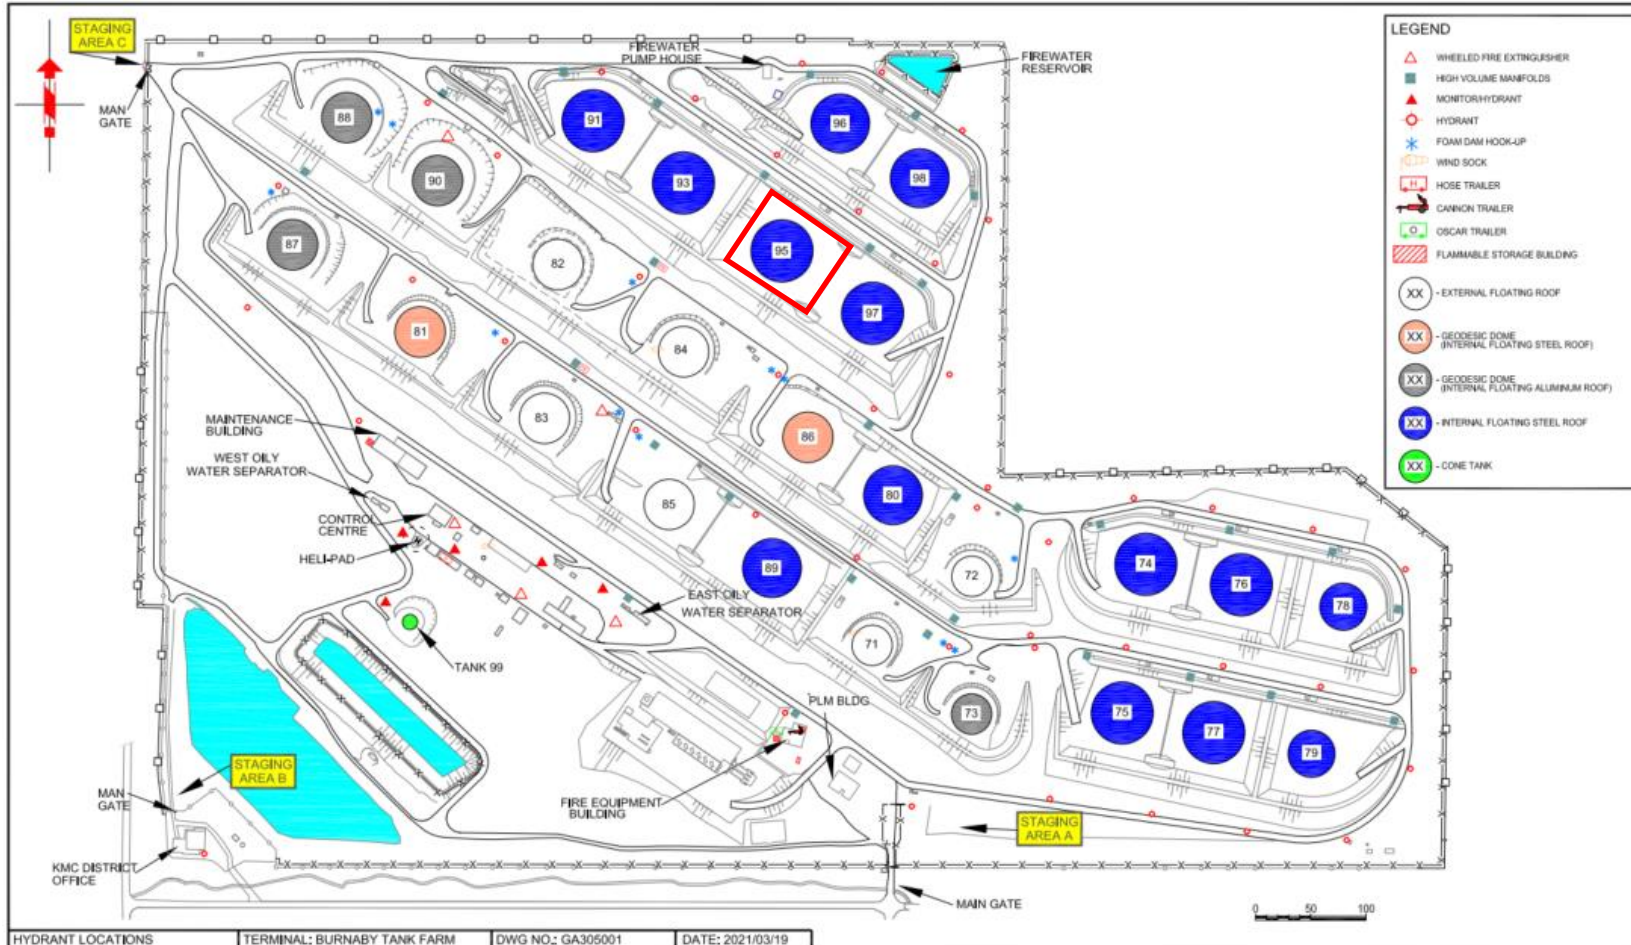 STAGING
AREA C
MAN
GATE
FIREWATER
PUMP HOUSE
FIREWATER
RESERVOIR
88
90
91
93
96
98
95
97
87
82
81
84
83
86
80
85
89
72
71
73
74
76
78
75
77
79
MAINTENANCE
BUILDING
WEST OILY
WATER SEPARATOR
CONTROL
CENTRE
HELI-PAD
H
EAST OILY
WATER SEPARATOR
TANK 99
PLM BLDG
STAGING
AREA B
MAN
GATE
KMC DISTRICT
OFFICE
FIRE EQUIPMENT
BUILDING
STAGING
AREA A
MAIN GATE
0 50 100
LEGEND
WHEELED FIRE EXTINGUISHER
HIGH VOLUME MANIFOLDS
MONITOR/HYDRANT
HYDRANT
FOAM DAM HOOK-UP
WIND SOCK
H HOSE TRAILER
CANNON TRAILER
O OSCAR TRAILER
FLAMMABLE STORAGE BUILDING
XX - EXTERNAL FLOATING ROOF
XX - GEODESIC DOME
(INTERNAL FLOATING STEEL ROOF)
XX - GEODESIC DOME
(INTERNAL FLOATING ALUMINUM ROOF)
XX - INTERNAL FLOATING STEEL ROOF
XX - CONE TANK
HYDRANT LOCATIONS
TERMINAL: BURNABY TANK FARM
DWG NO.: GA305001
DATE: 2021/03/19